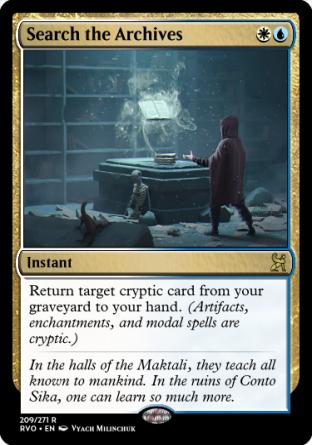 Search the Archives
Instant
Return target cryptic card from your
graveyard to your hand. (Artifacts,
enchantments, and modal spells are
cryptic.)
In the halls of the Maktali, they teach all
known to mankind. In the ruins of Conto
Sika, one can learn so much more.
209/271 R
RVO • EN Vyach Milinchuk